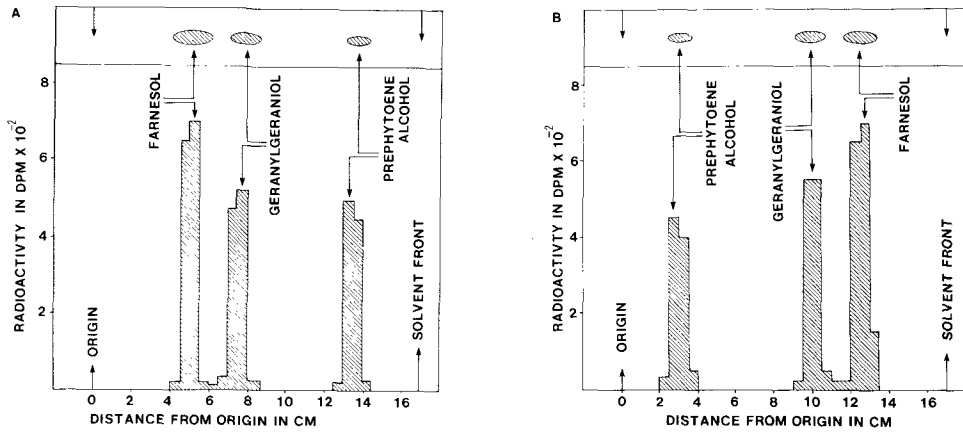 A
FARNESOL
GERANYLGERANIOL
PREPHYTOENE
ALCOHOL
ORIGIN
SOLVENT FRONT
RADIOACTIVTY IN DPM X 10⁻²
8
6
4
2
0 2 4 6 8 10 12 14 16
DISTANCE FROM ORIGIN IN CM
B
PREPHYTOENE
ALCOHOL
GERANYLGERANIOL
FARNESOL
ORIGIN
SOLVENT FRONT
RADIOACTIVITY IN DPM X 10⁻²
8
6
4
2
0 2 4 6 8 10 12 14 16
DISTANCE FROM ORIGIN IN CM